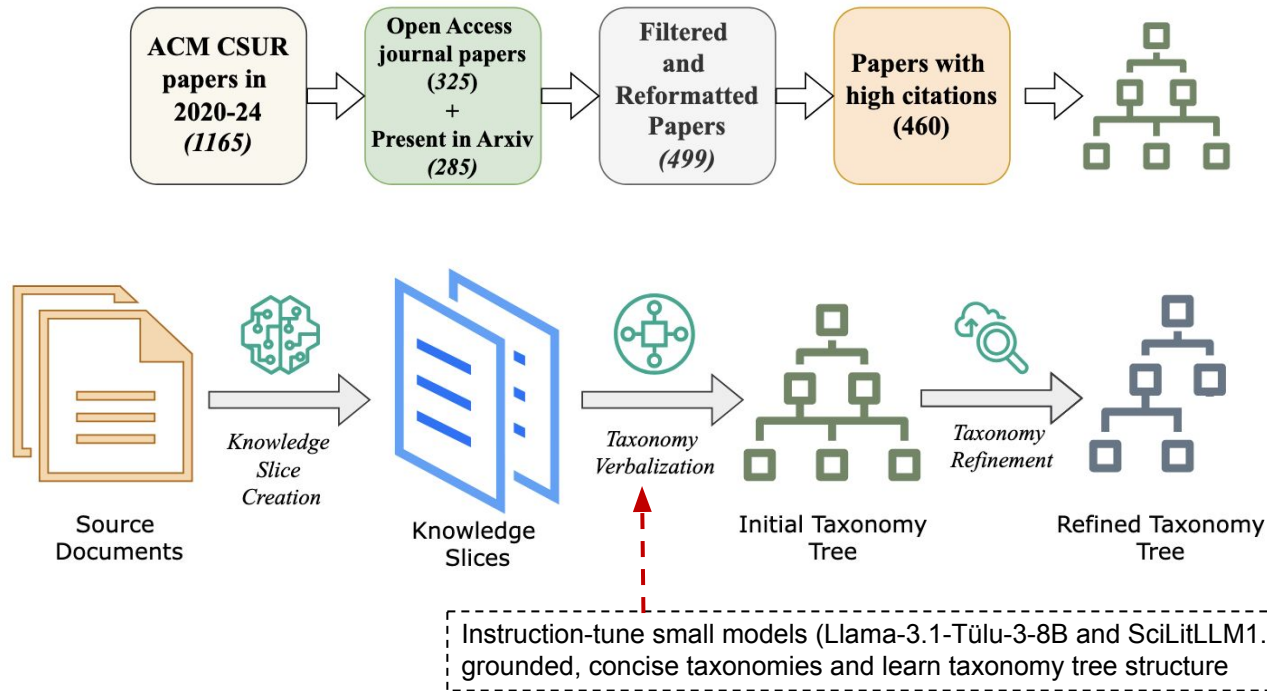 ACM CSUR
papers in
2020-24
(1165)
Open Access
journal papers
(325)
+
Present in Arxiv
(285)
Filtered
and
Reformatted
Papers
(499)
Papers with
high citations
(460)
Knowledge
Slice
Creation
Taxonomy
Verbalization
Taxonomy
Refinement
Source
Documents
Knowledge
Slices
Initial Taxonomy
Tree
Refined Taxonomy
Tree
Instruction-tune small models (Llama-3.1-Tülu-3-8B and SciLitLLM1.
grounded, concise taxonomies and learn taxonomy tree structure